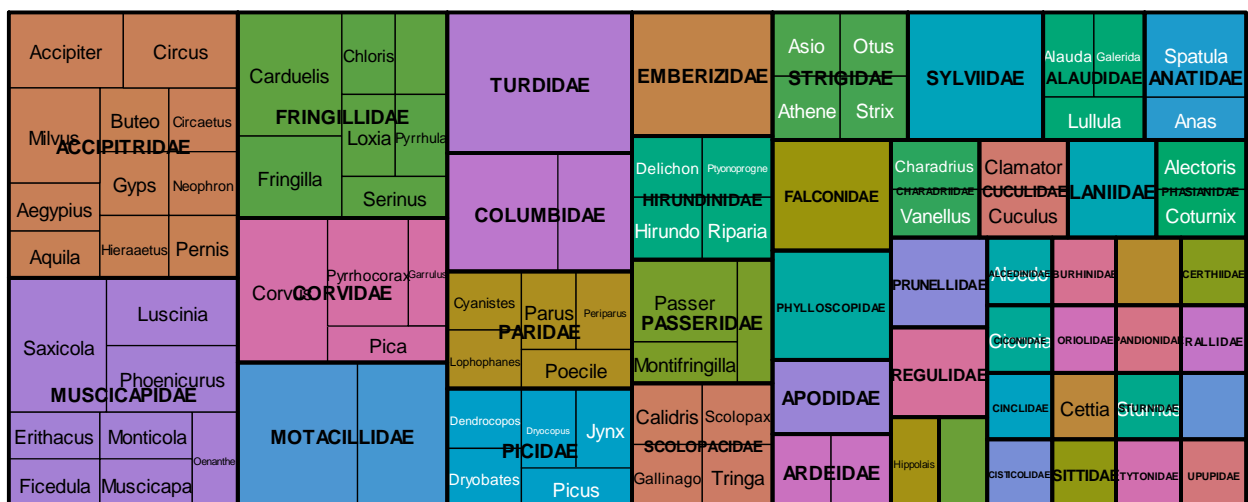 Accipiter
Circus
Milvus
Buteo
Circaetus
ACCIPITRIDAE
Gyps
Neophron
Aegypius
Aquila
Hieraaetus
Pernis
Saxicola
Luscinia
Phoenicurus
MUSCICAPIDAE
Erithacus
Monticola
Oenanthe
Ficedula
Muscicapa
Carduelis
Chloris
FRINGILLIDAE
Loxia
Pyrrhula
Fringilla
Serinus
Corvus
Pyrrhocorax
Garrulus
CORVIDAE
Pica
MOTACILLIDAE
TURDIDAE
COLUMBIDAE
Cyanistes
Parus
Periparus
PARIDAE
Lophophanes
Poecile
Dendrocopos
Dryocopus
Jynx
PICIDAE
Dryobates
Picus
EMBERIZIDAE
Delichon
Ptyonoprogne
HIRUNDINIDAE
Hirundo
Riparia
Passer
PASSERIDAE
Montifringilla
Calidris
Scolopax
SCOLOPACIDAE
Gallinago
Tringa
Asio
Otus
STRIGIDAE
Athene
Strix
SYLVIIDAE
Alauda
Galerida
ALAUDIDAE
Lullula
Spatula
ANATIDAE
Anas
FALCONIDAE
PHYLLOSCOPIDAE
APODIDAE
ARDEIDAE
Charadrius
CHARADRIIDAE
Vanellus
Clamator
CUCULIDAE
Cuculus
LANIIDAE
Alectoris
PHASIANIDAE
Coturnix
PRUNELLIDAE
REGULIDAE
Hippolais
Alcedo
ALCEDINIDAE
BURHINIDAE
CERTHIIDAE
Ciconia
CICONIIDAE
ORIOLIDAE
PANDIONIDAE
RALLIDAE
CINCLIDAE
Cettia
Sturnus
STURNIDAE
CISTICOLIDAE
SITTIDAE
TYTONIDAE
UPUPIDAE